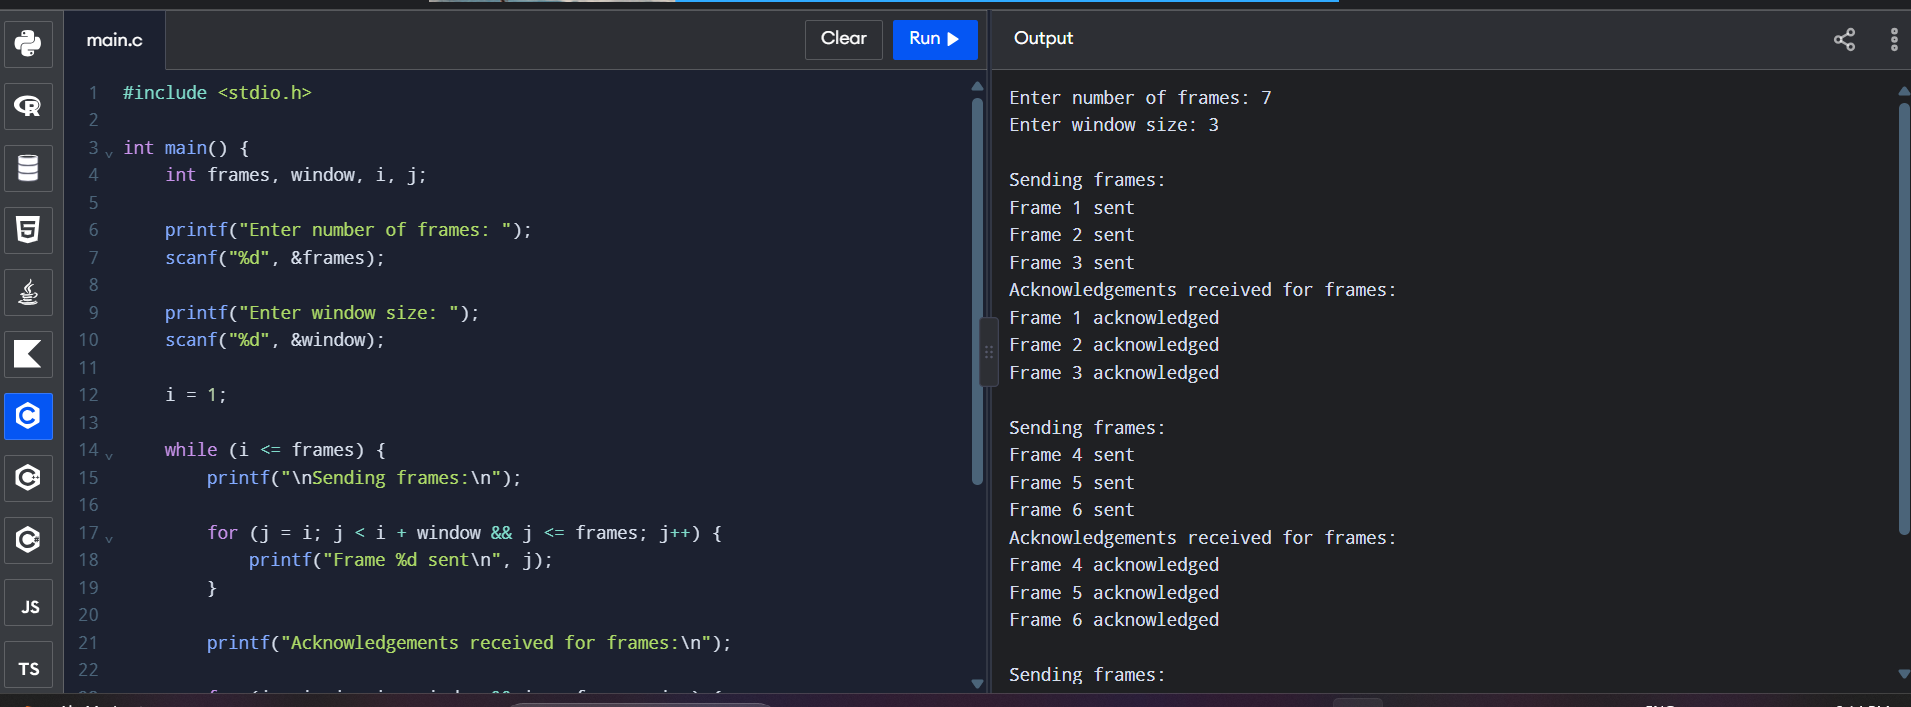 main.c
Clear
Run
1 #include <stdio.h>
2
3 int main() {
4 int frames, window, i, j;
5
6 printf("Enter number of frames: ");
7 scanf("%d", &frames);
8
9 printf("Enter window size: ");
10 scanf("%d", &window);
11
12 i = 1;
13
14 while (i <= frames) {
15 printf("\nSending frames:\n");
16
17 for (j = i; j < i + window && j <= frames; j++) {
18 printf("Frame %d sent\n", j);
19 }
20
21 printf("Acknowledgements received for frames:\n");
22
Output
Enter number of frames: 7
Enter window size: 3
Sending frames:
Frame 1 sent
Frame 2 sent
Frame 3 sent
Acknowledgements received for frames:
Frame 1 acknowledged
Frame 2 acknowledged
Frame 3 acknowledged
Sending frames:
Frame 4 sent
Frame 5 sent
Frame 6 sent
Acknowledgements received for frames:
Frame 4 acknowledged
Frame 5 acknowledged
Frame 6 acknowledged
Sending frames:
R
5
C
C
C
JS
TS